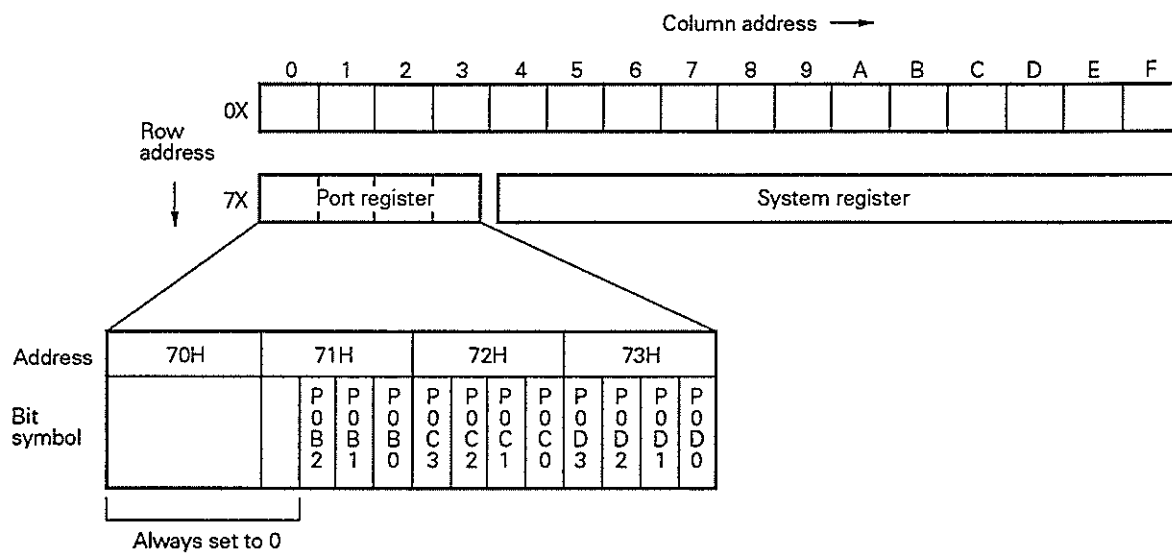 Column address
0 1 2 3 4 5 6 7 8 9 A B C D E F
0X
Row
address
7X Port register System register
Address 70H 71H 72H 73H
Bit
symbol
P0B2 P0B1 P0B0 P0C3 P0C2 P0C1 P0C0 P0D3 P0D2 P0D1 P0D0
Always set to 0